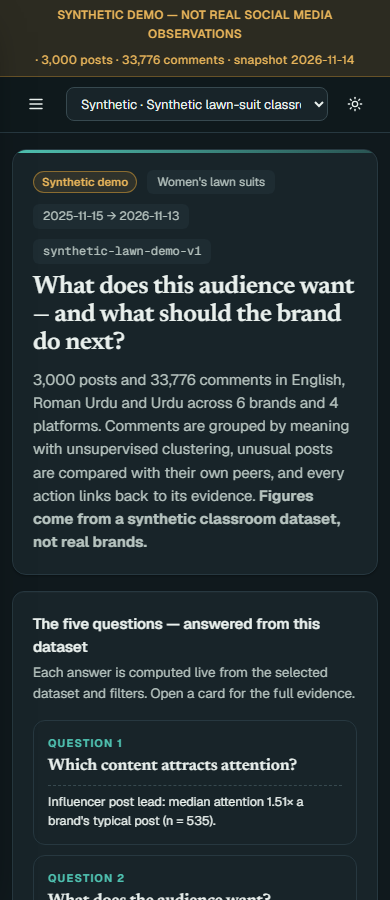 SYNTHETIC DEMO — NOT REAL SOCIAL MEDIA
OBSERVATIONS
· 3,000 posts · 33,776 comments · snapshot 2026-11-14
Synthetic · Synthetic lawn-suit classr
Synthetic demo
Women's lawn suits
2025-11-15 → 2026-11-13
synthetic-lawn-demo-v1
What does this audience want
— and what should the brand
do next?
3,000 posts and 33,776 comments in English,
Roman Urdu and Urdu across 6 brands and 4
platforms. Comments are grouped by meaning
with unsupervised clustering, unusual posts
are compared with their own peers, and every
action links back to its evidence. Figures
come from a synthetic classroom dataset,
not real brands.
The five questions — answered from this
dataset
Each answer is computed live from the selected
dataset and filters. Open a card for the full evidence.
QUESTION 1
Which content attracts attention?
Influencer post lead: median attention 1.51× a
brand's typical post (n = 535).
QUESTION 2
What does the audience want?